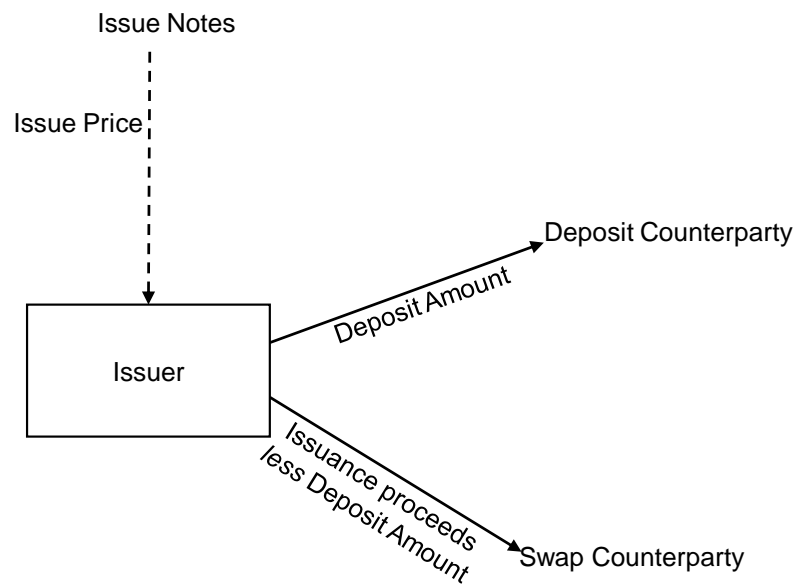 Issue Notes
Issue Price
Deposit Counterparty
Deposit Amount
Issuer
Issuance proceeds
less Deposit Amount
Swap Counterparty